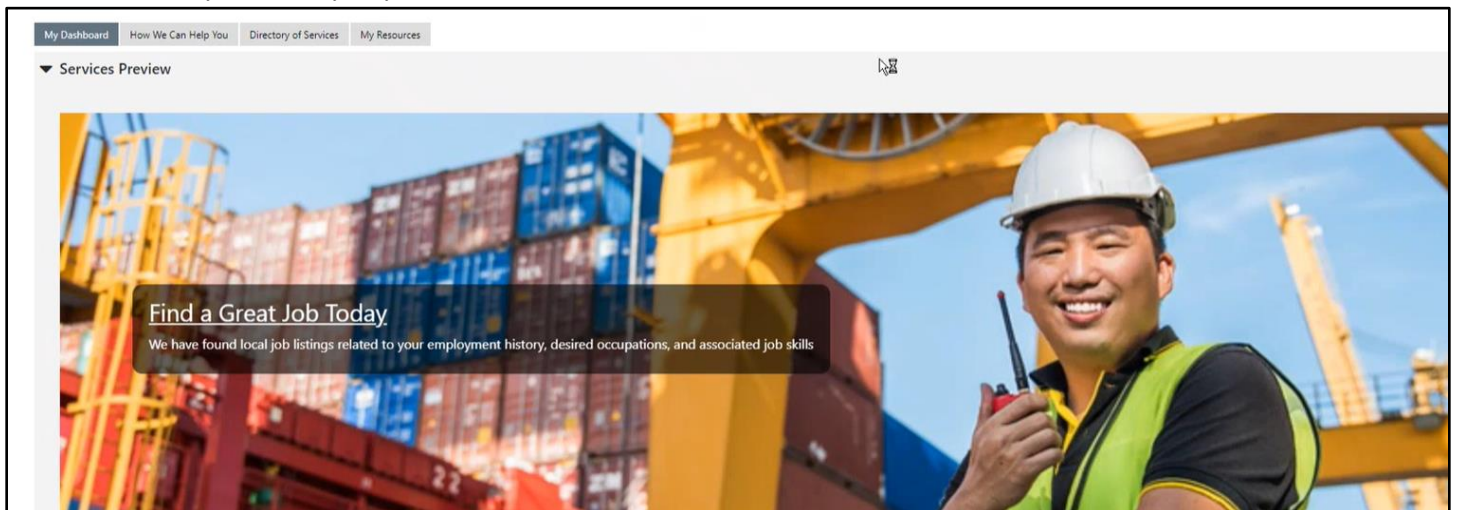 My Dashboard How We Can Help You Directory of Services My Resources
Services Preview
Find a Great Job Today
We have found local job listings related to your employment history, desired occupations, and associated job skills
22